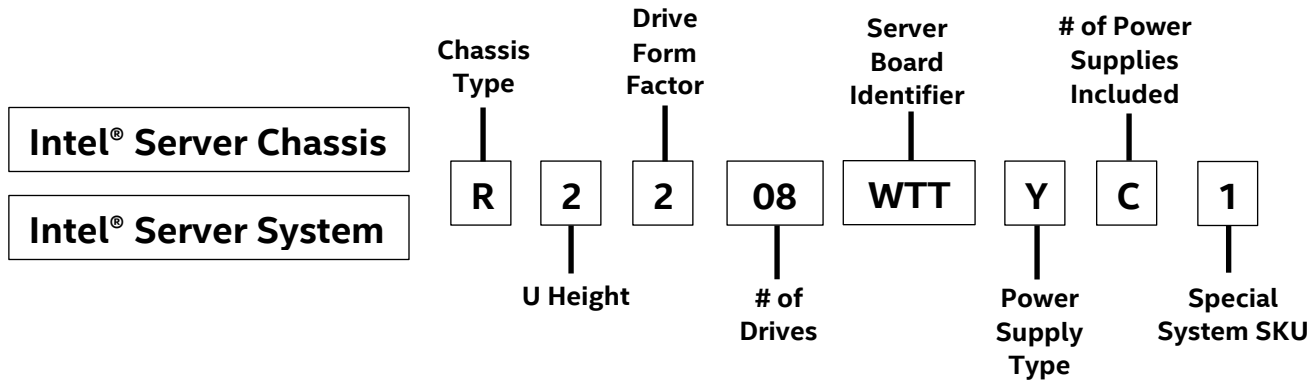 Drive
Form
Factor
Chassis
Type
Server
Board
Identifier
# of Power
Supplies
Included
Intel® Server Chassis
Intel® Server System
R 2 2 08 WTT Y C 1
U Height
# of
Drives
Power
Supply
Type
Special
System SKU